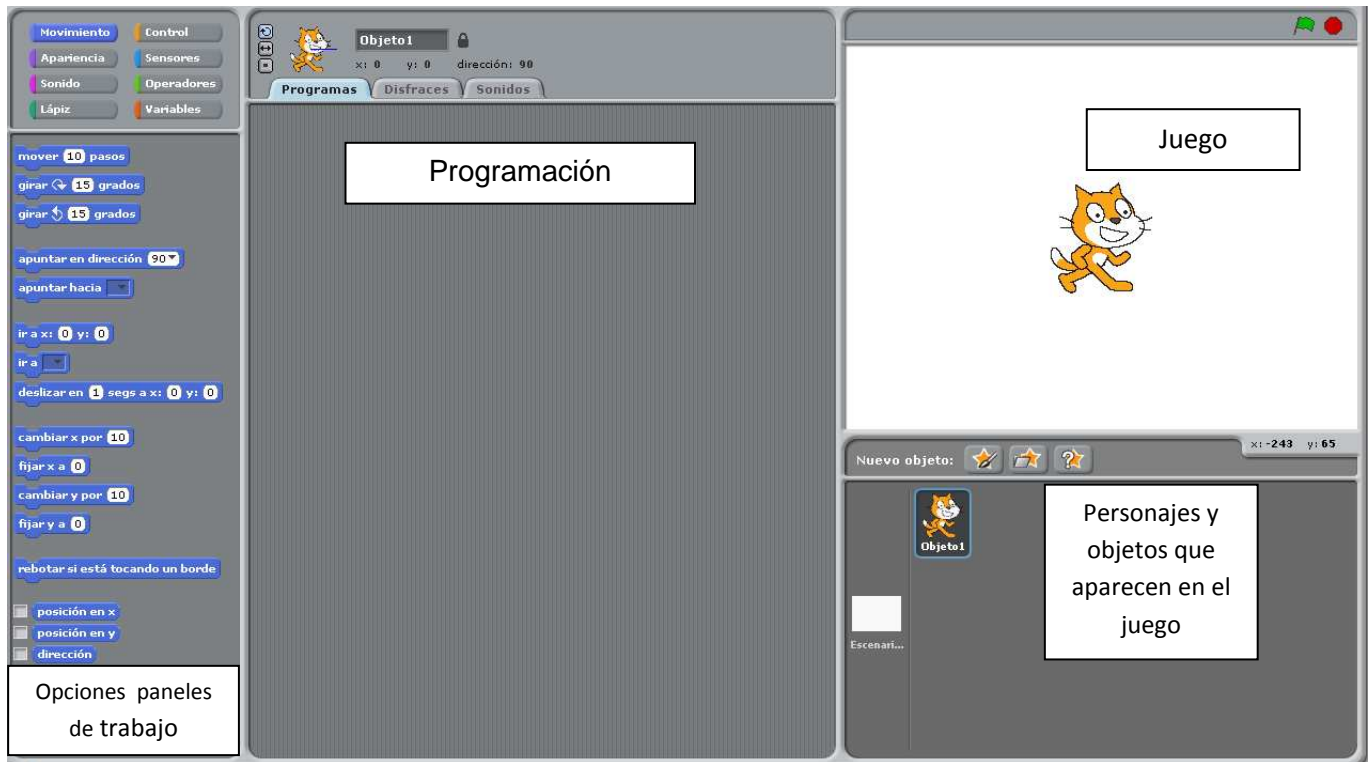 Movimiento Control
Apariencia Sensores
Sonido Operadores
Lápiz Variables
mover 10 pasos
girar 15 grados
girar 15 grados
apuntar en dirección 90
apuntar hacia
ir a x: 0 y: 0
ir a
deslizar en 1 segs a x: 0 y: 0
cambiar x por 10
fijar x a 0
cambiar y por 10
fijar y a 0
rebotar si está tocando un borde
posición en x
posición en y
dirección
Opciones paneles
de trabajo
Objeto1
x: 0 y: 0 dirección: 90
Programas Disfraces Sonidos
Programación
Juego
x: -243 y: 65
Nuevo objeto:
Objeto1
Escenari...
Personajes y
objetos que
aparecen en el
juego